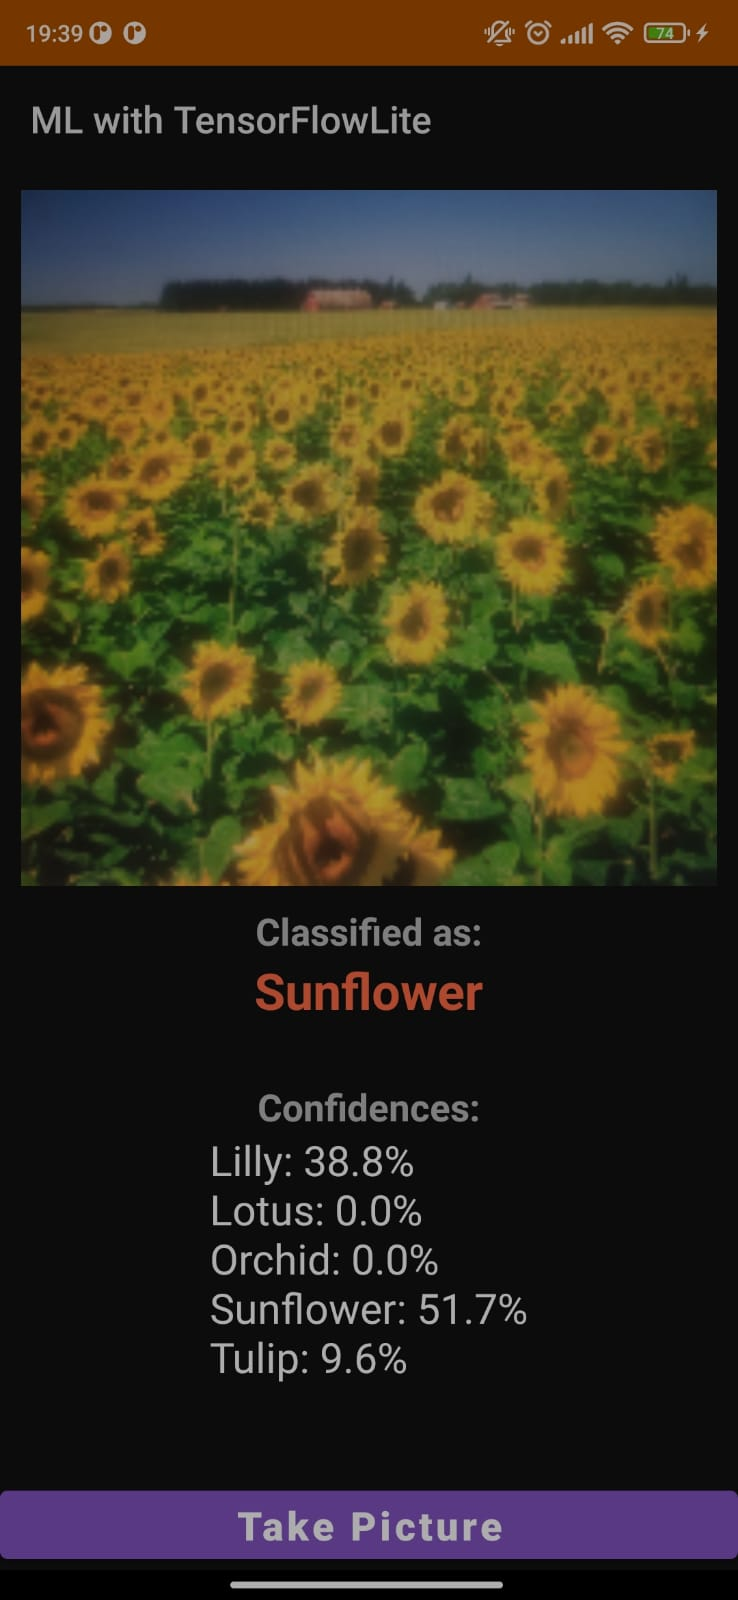 19:39
74
ML with TensorFlowLite
Classified as:
Sunflower
Confidences:
Lilly: 38.8%
Lotus: 0.0%
Orchid: 0.0%
Sunflower: 51.7%
Tulip: 9.6%
Take Picture